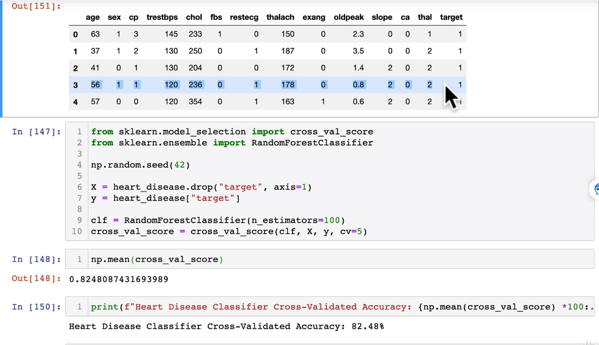 Out[151]:
age sex cp trestbps chol fbs restecg thalach exang oldpeak slope ca thal target
0 63 1 3 145 233 1 0 150 0 2.3 0 0 1 1
1 37 1 2 130 250 0 1 187 0 3.5 0 0 2 1
2 41 0 1 130 204 0 0 172 0 1.4 2 0 2 1
3 56 1 1 120 236 0 1 178 0 0.8 2 0 2 1
4 57 0 0 120 354 0 1 163 1 0.6 2 0 2 1
In [147]:
1 from sklearn.model_selection import cross_val_score
2 from sklearn.ensemble import RandomForestClassifier
3
4 np.random.seed(42)
5
6 X = heart_disease.drop("target", axis=1)
7 y = heart_disease["target"]
8
9 clf = RandomForestClassifier(n_estimators=100)
10 cross_val_score = cross_val_score(clf, X, y, cv=5)
In [148]: 1 np.mean(cross_val_score)
Out[148]: 0.8248087431693989
In [150]: 1 print(f"Heart Disease Classifier Cross-Validated Accuracy: {np.mean(cross_val_score) *100:.
Heart Disease Classifier Cross-Validated Accuracy: 82.48%